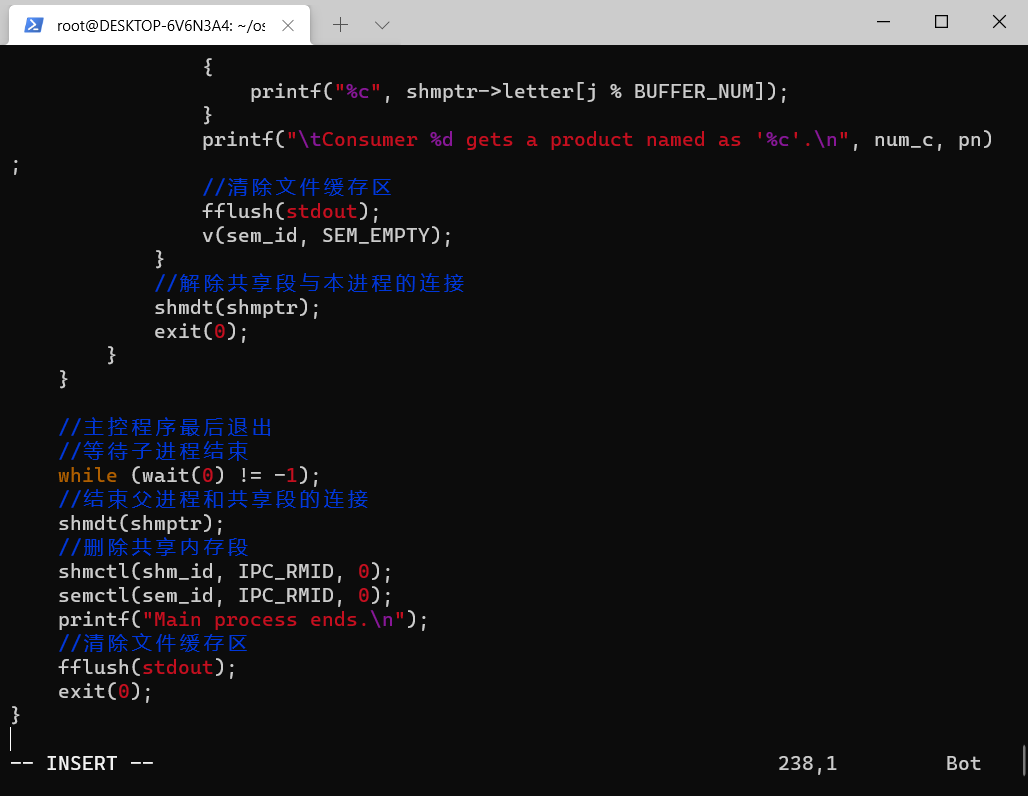 root@DESKTOP-6V6N3A4: ~/os
{
printf("%c", shmptr->letter[j % BUFFER_NUM]);
}
printf("\tConsumer %d gets a product named as '%c'.\n", num_c, pn)
;
//清除文件缓存区
fflush(stdout);
v(sem_id, SEM_EMPTY);
}
//解除共享段与本进程的连接
shmdt(shmptr);
exit(0);
}
}
//主控程序最后退出
//等待子进程结束
while (wait(0) != -1);
//结束父进程和共享段的连接
shmdt(shmptr);
//删除共享内存段
shmctl(shm_id, IPC_RMID, 0);
semctl(sem_id, IPC_RMID, 0);
printf("Main process ends.\n");
//清除文件缓存区
fflush(stdout);
exit(0);
}
-- INSERT -- 238,1 Bot